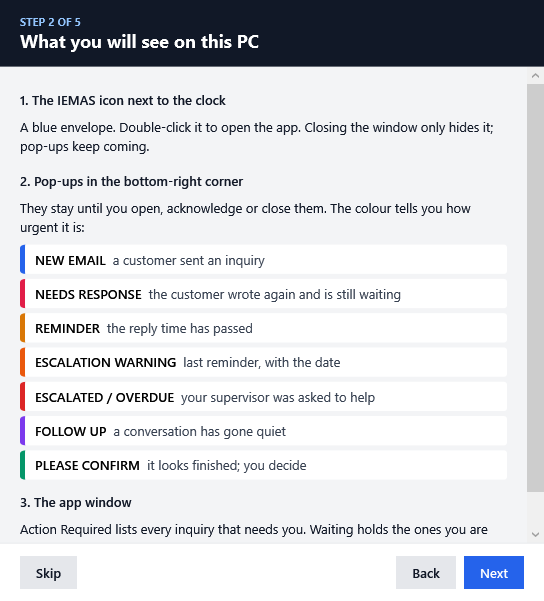 STEP 2 OF 5
What you will see on this PC
1. The IEMAS icon next to the clock
A blue envelope. Double-click it to open the app. Closing the window only hides it;
pop-ups keep coming.
2. Pop-ups in the bottom-right corner
They stay until you open, acknowledge or close them. The colour tells you how
urgent it is:
NEW EMAIL a customer sent an inquiry
NEEDS RESPONSE the customer wrote again and is still waiting
REMINDER the reply time has passed
ESCALATION WARNING last reminder, with the date
ESCALATED / OVERDUE your supervisor was asked to help
FOLLOW UP a conversation has gone quiet
PLEASE CONFIRM it looks finished; you decide
3. The app window
Action Required lists every inquiry that needs you. Waiting holds the ones you are
Skip Back Next